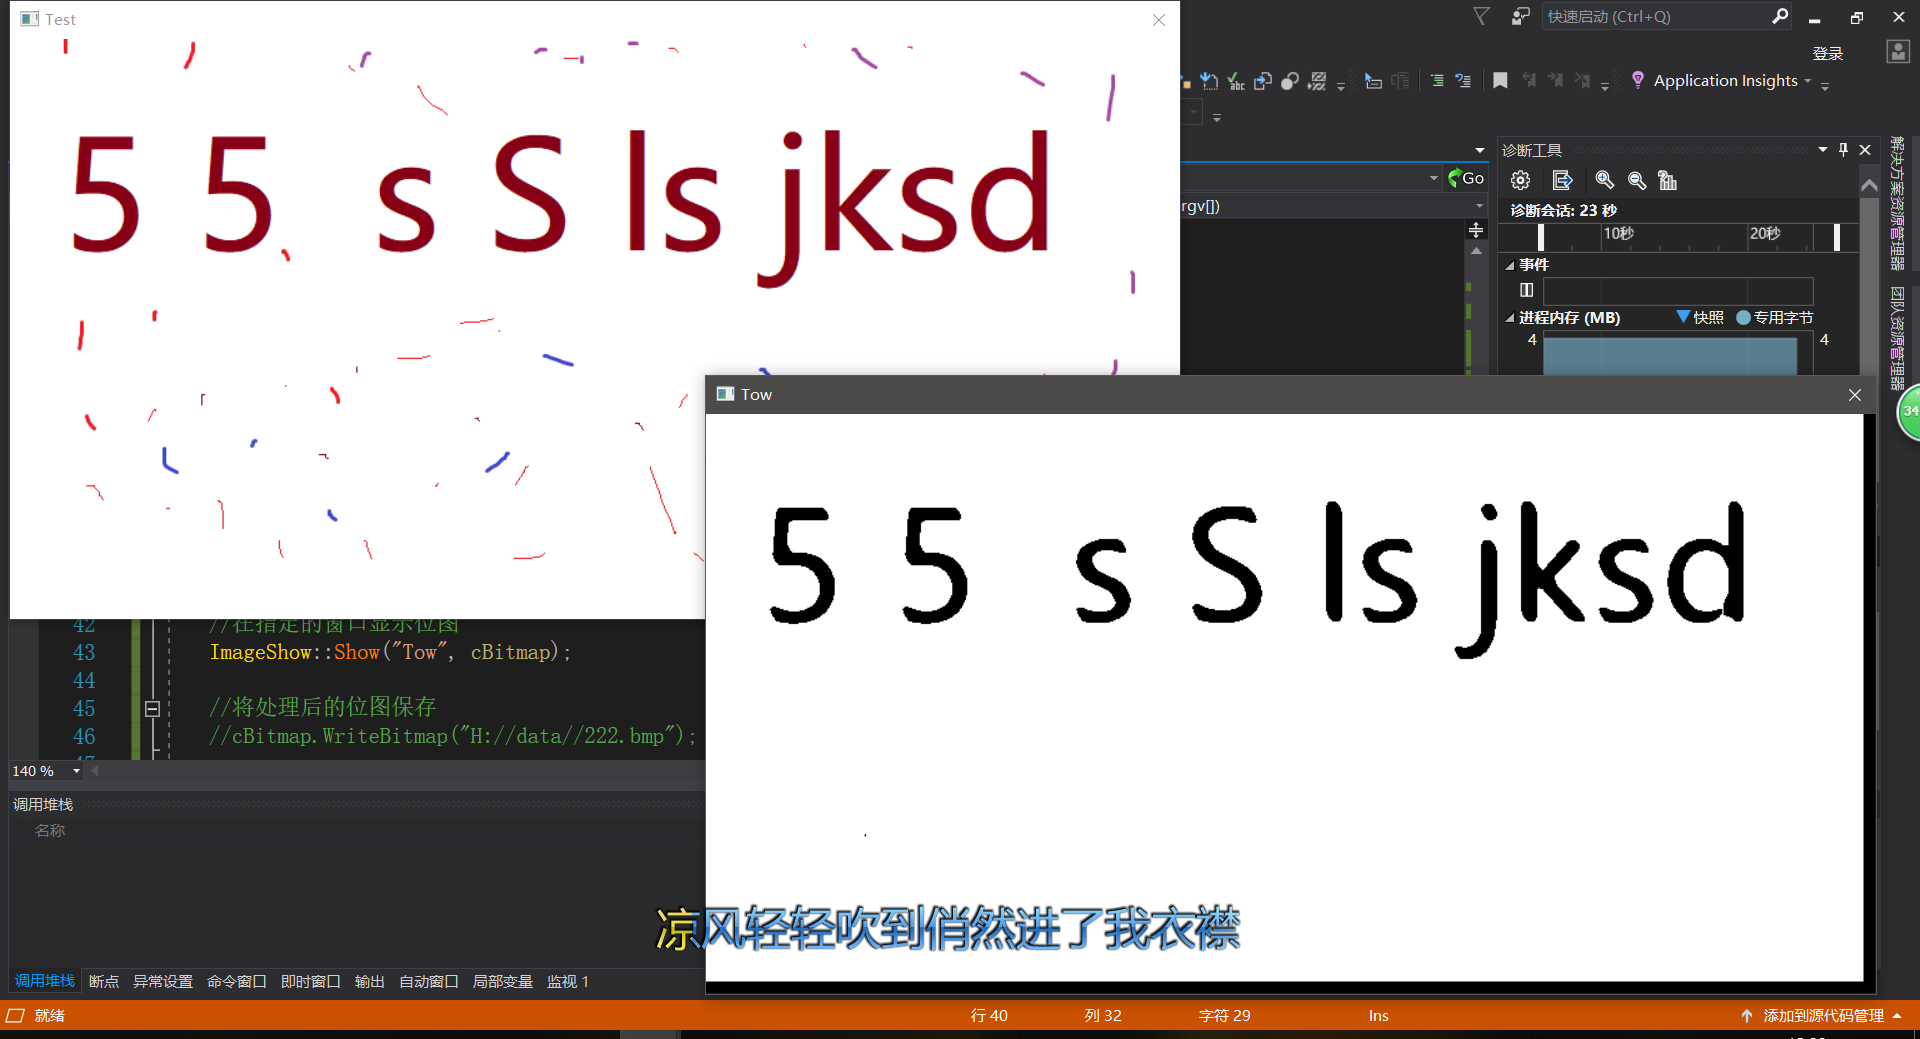 Test
快速启动 (Ctrl+Q)
登录
Application Insights
5 5 s S ls jksd
诊断工具
Go
rgv[])
诊断会话: 23 秒
10秒 20秒
事件
进程内存 (MB) 快照 专用字节
4 4
解决方案资源管理器
团队资源管理器
34
Tow
5 5 s S ls jksd
42 //在指定的窗口显示位图
43 ImageShow::Show("Tow", cBitmap);
44
45 //将处理后的位图保存
46 //cBitmap.WriteBitmap("H://data//222.bmp");
47
140 %
调用堆栈
名称
凉风轻轻吹到俏然进了我衣襟
调用堆栈 断点 异常设置 命令窗口 即时窗口 输出 自动窗口 局部变量 监视 1
就绪 行 40 列 32 字符 29 Ins 添加到源代码管理